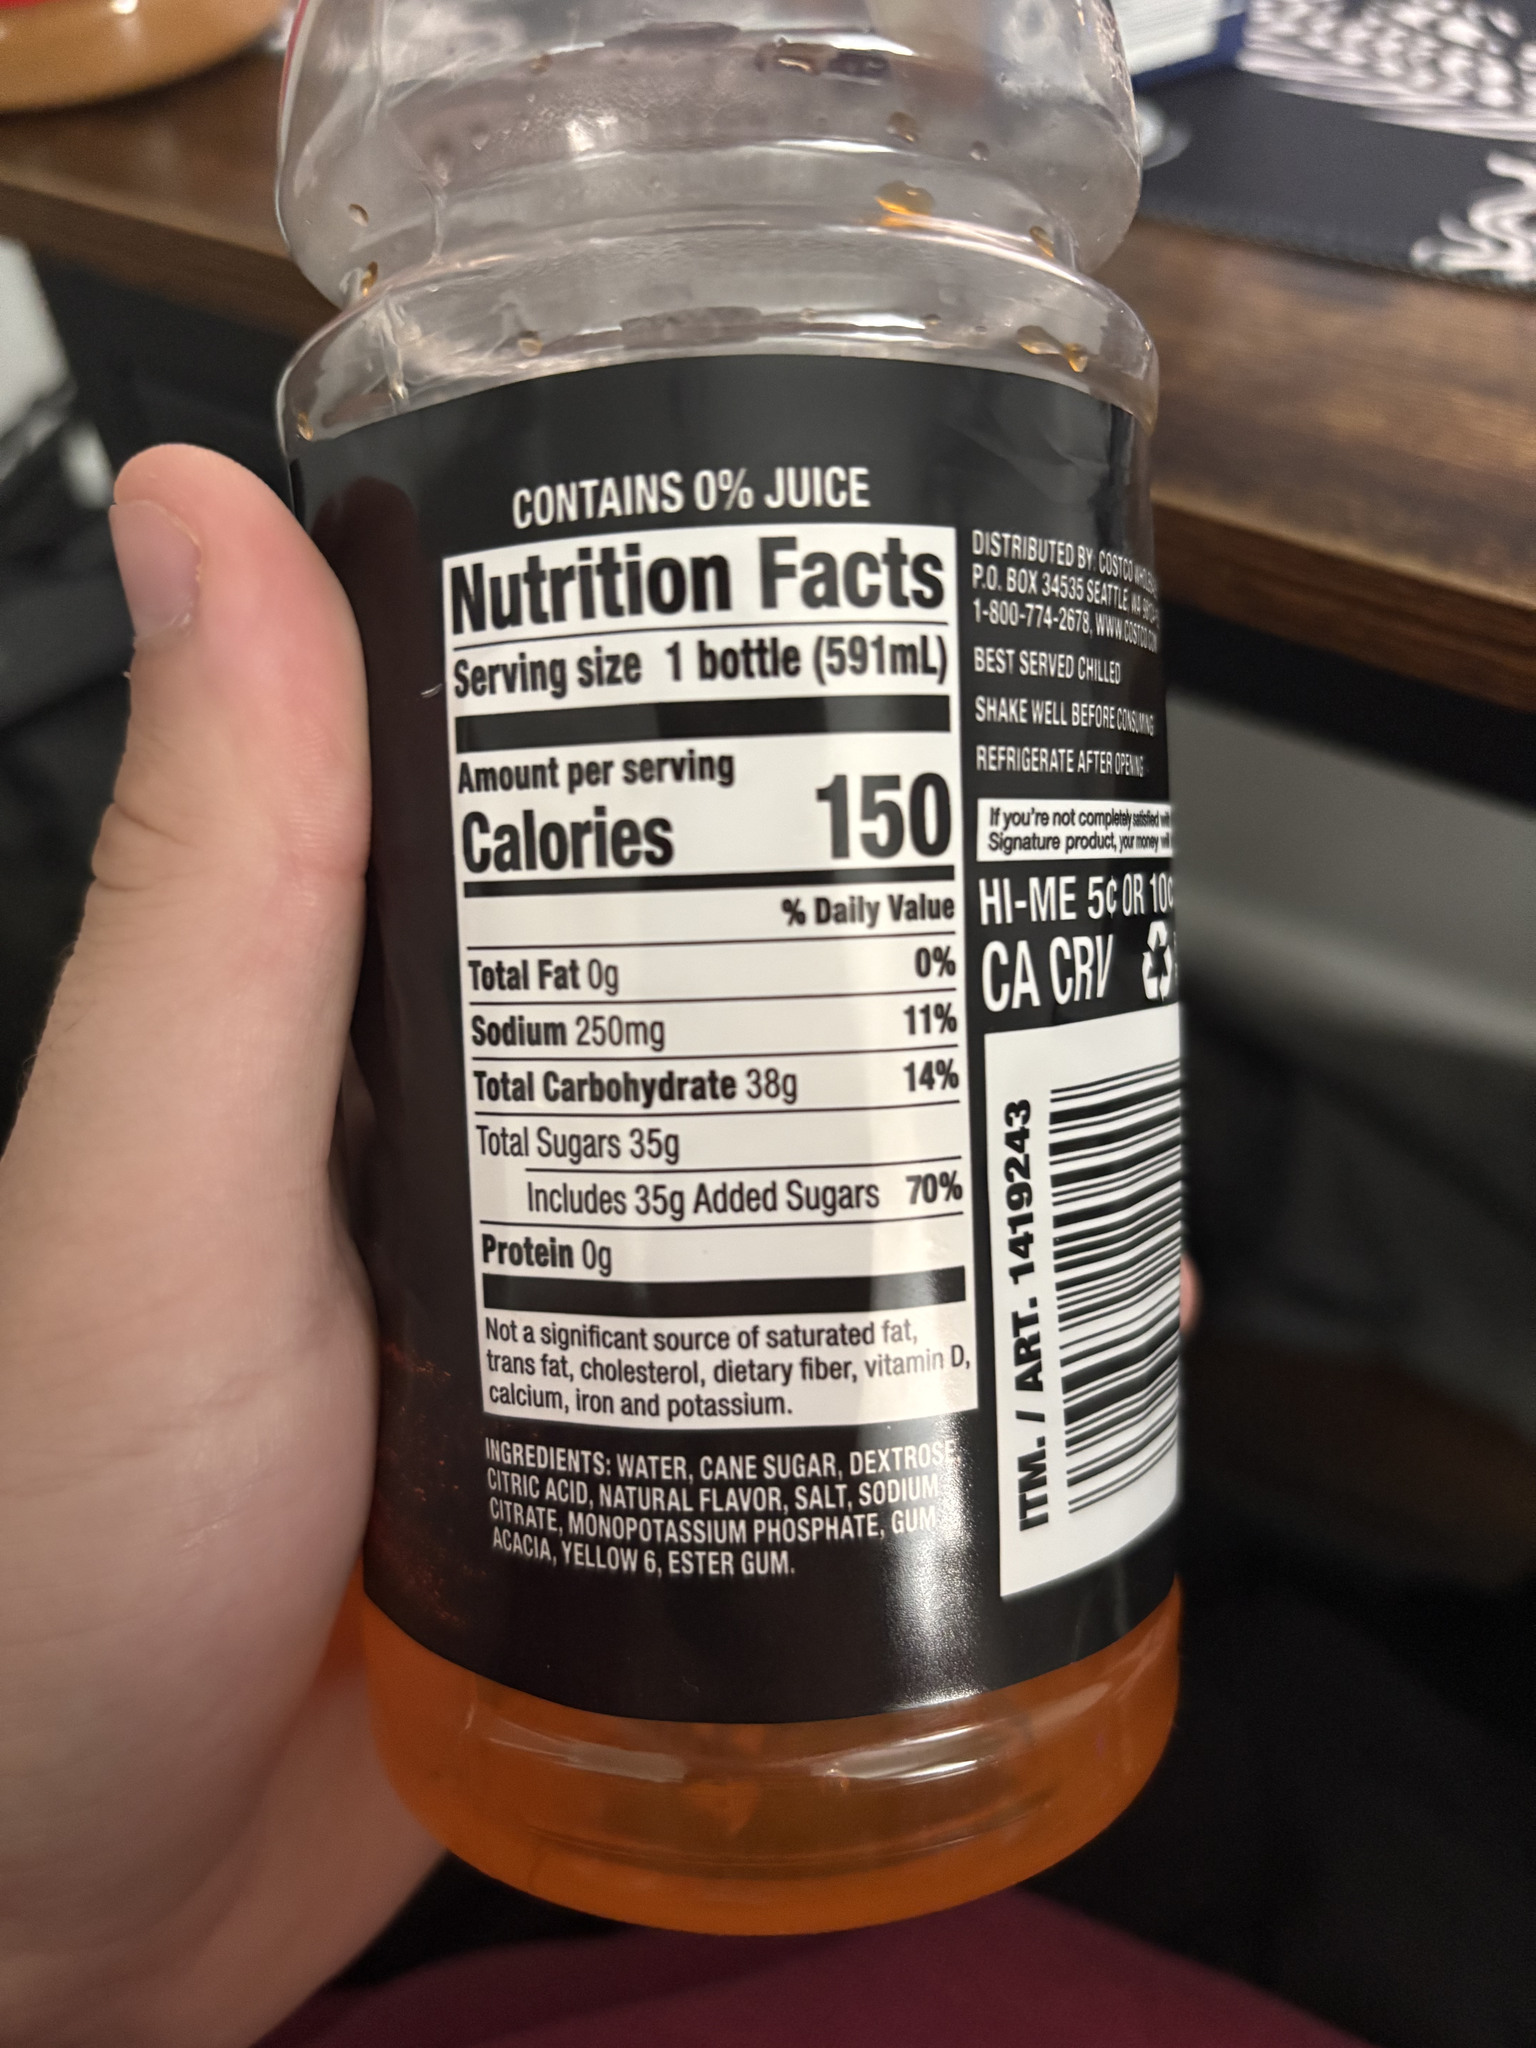 CONTAINS 0% JUICE
Nutrition Facts
Serving size 1 bottle (591mL)
Amount per serving
Calories 150
% Daily Value
Total Fat 0g 0%
Sodium 250mg 11%
Total Carbohydrate 38g 14%
Total Sugars 35g
Includes 35g Added Sugars 70%
Protein 0g
Not a significant source of saturated fat,
trans fat, cholesterol, dietary fiber, vitamin D,
calcium, iron and potassium.
INGREDIENTS: WATER, CANE SUGAR, DEXTROSE
CITRIC ACID, NATURAL FLAVOR, SALT, SODIUM
CITRATE, MONOPOTASSIUM PHOSPHATE, GUM
ACACIA, YELLOW 6, ESTER GUM.
DISTRIBUTED BY: COSTCO
P.O. BOX 34535 SEATTLE, WA
1-800-774-2678, WWW.COSTCO.COM
BEST SERVED CHILLED
SHAKE WELL BEFORE CONSUMING
REFRIGERATE AFTER OPENING
If you're not completely satisfied
Signature product, your money
HI-ME 5¢ OR 10¢
CA CRV
ITM. / ART. 1419243